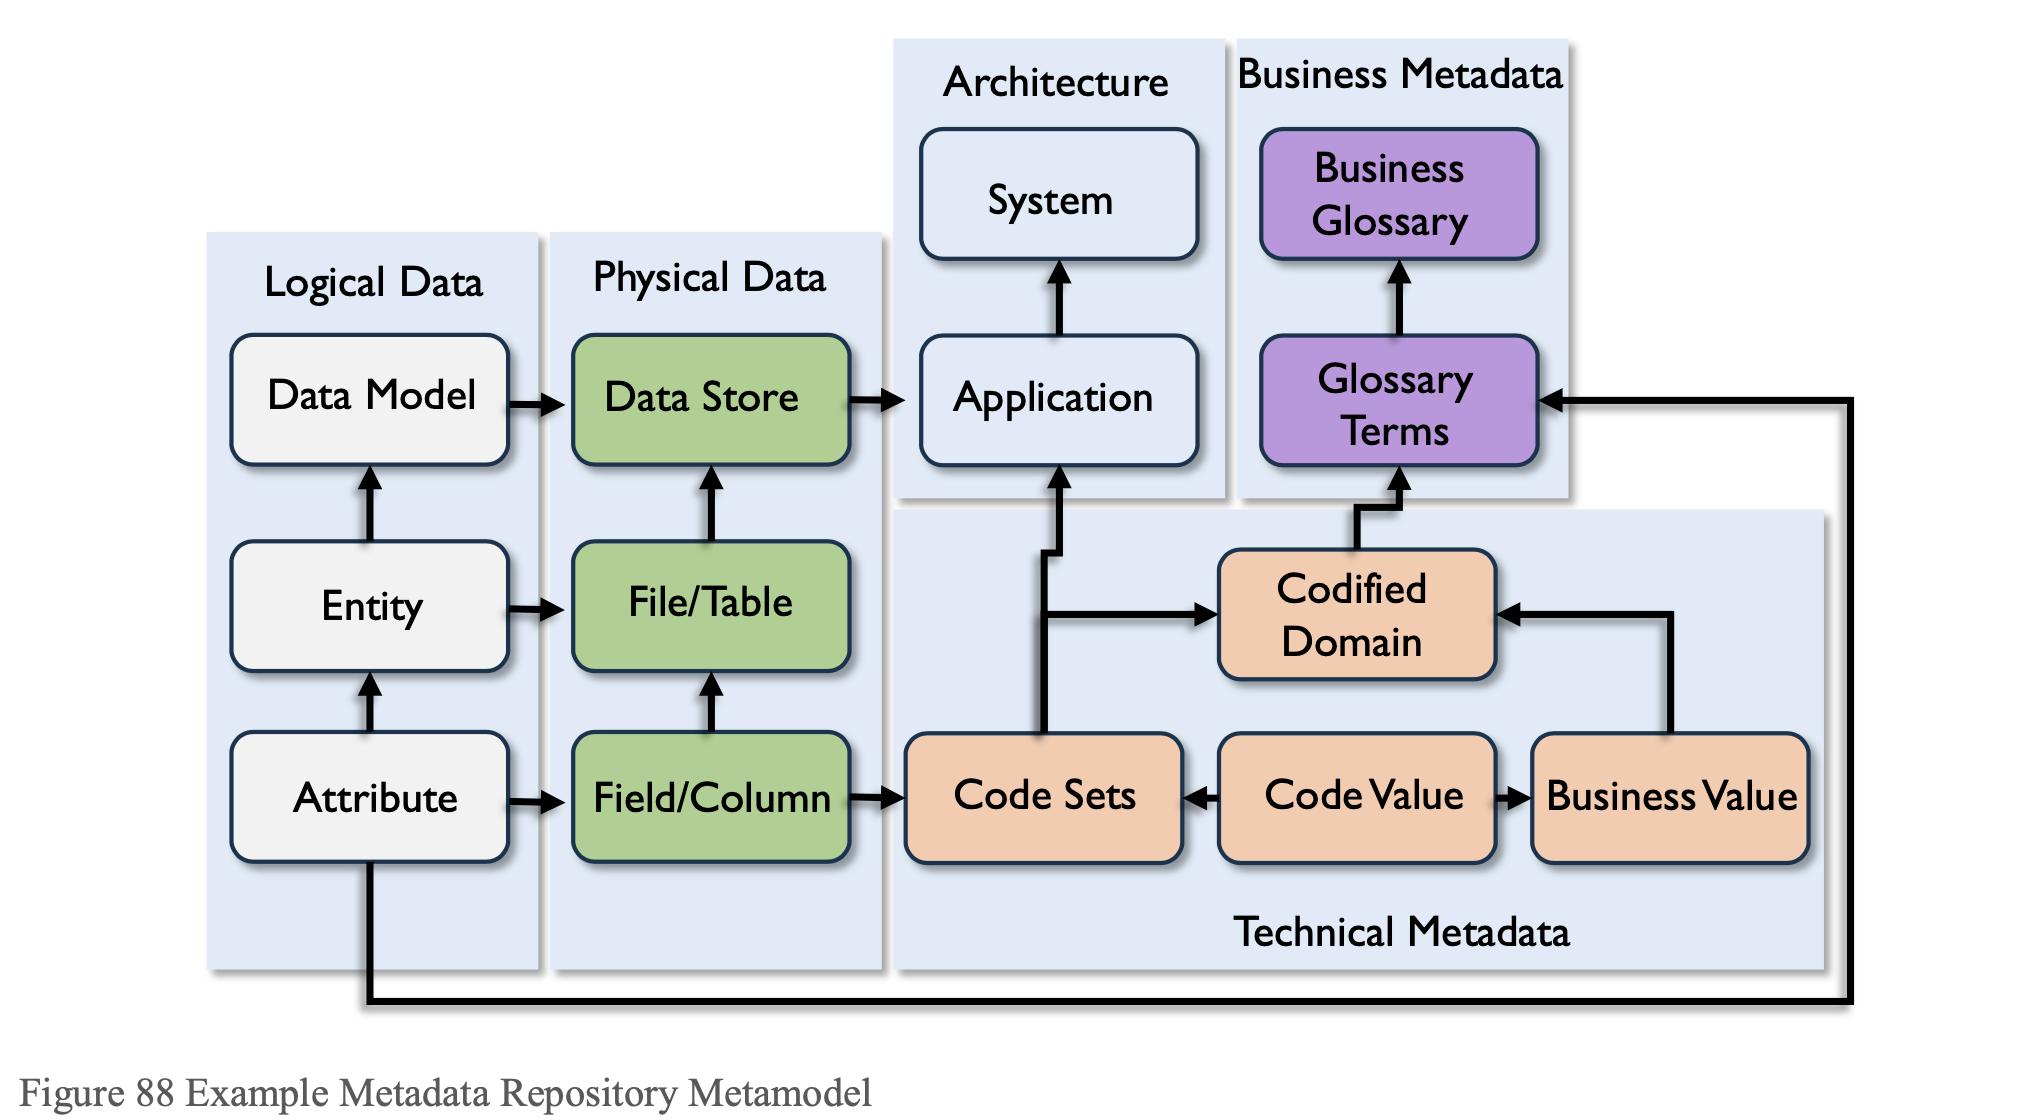 Architecture
Business Metadata
System
Business
Glossary
Logical Data
Physical Data
Data Model
Data Store
Application
Glossary
Terms
Entity
File/Table
Codified
Domain
Attribute
Field/Column
Code Sets
Code Value
Business Value
Technical Metadata
Figure 88 Example Metadata Repository Metamodel